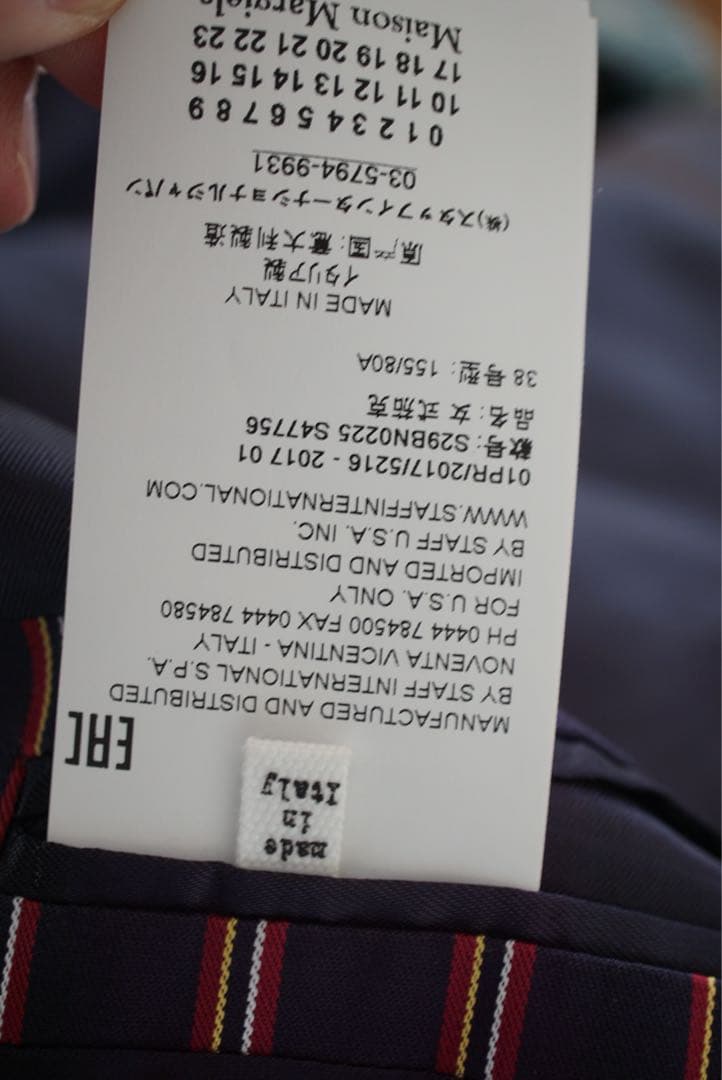 made
in
Italy
EAC
MANUFACTURED AND DISTRIBUTED
BY STAFF INTERNATIONAL S.P.A.
NOVENTA VICENTINA - ITALY
PH 0444 784500 FAX 0444 784580
FOR U.S.A. ONLY
IMPORTED AND DISTRIBUTED
BY STAFF U.S.A. INC.
WWW.STAFFINTERNATIONAL.COM
01PR/2017/5216 - 2017 01
款号: S29BN0225 S47756
品名: 女式茄克
38 号型: 155/80A
MADE IN ITALY
イタリア製
原产国: 意大利製造
(株)スタッフインターナショナルジャパン
03-5794-9931
0 1 2 3 4 5 6 7 8 9
10 11 12 13 14 15 16
17 18 19 20 21 22 23
Maison Margiela